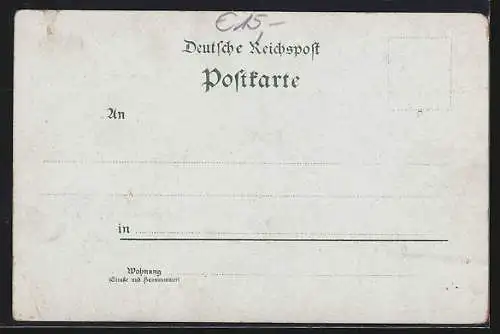 €15,-
Deutsche Reichspost
Postkarte
An
in
Wohnung
(Straße und Hausnummer)